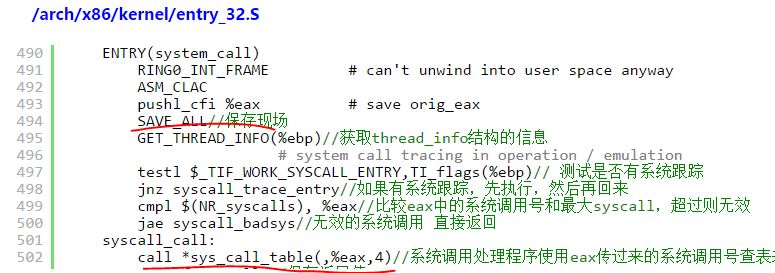 /arch/x86/kernel/entry_32.S
490 ENTRY(system_call)
491 RING0_INT_FRAME # can't unwind into user space anyway
492 ASM_CLAC
493 pushl_cfi %eax # save orig_eax
494 SAVE_ALL//保存现场
495 GET_THREAD_INFO(%ebp)//获取thread_info结构的信息
496 # system call tracing in operation / emulation
497 testl $_TIF_WORK_SYSCALL_ENTRY,TI_flags(%ebp)// 测试是否有系统跟踪
498 jnz syscall_trace_entry//如果有系统跟踪，先执行，然后再回来
499 cmpl $(NR_syscalls), %eax//比较eax中的系统调用号和最大syscall，超过则无效
500 jae syscall_badsys//无效的系统调用 直接返回
501 syscall_call:
502 call *sys_call_table(,%eax,4)//系统调用处理程序使用eax传过来的系统调用号查表